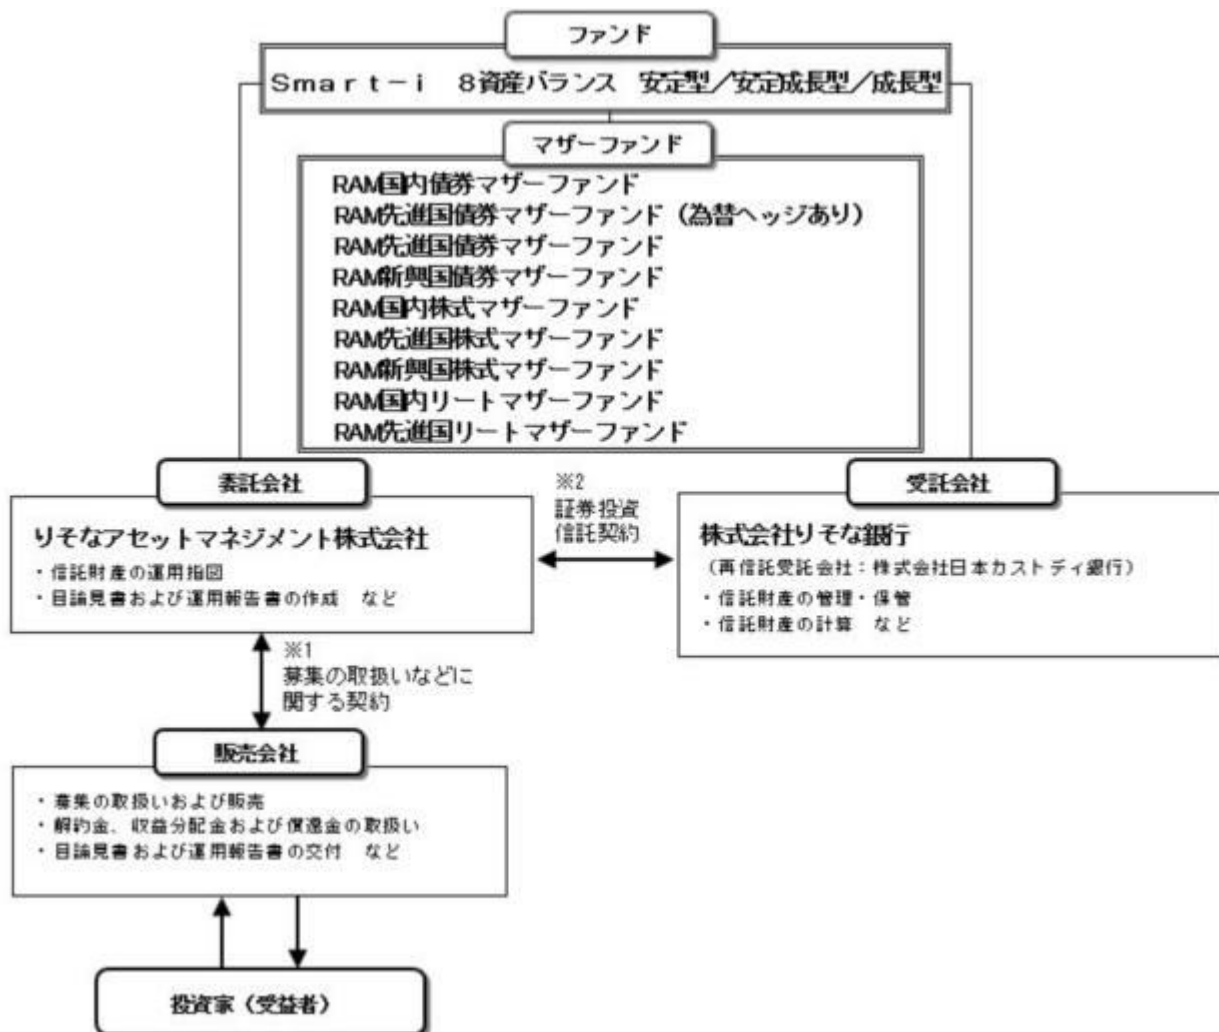 ファンド
Smart-i 8資産バランス 安定型/安定成長型/成長型
マザーファンド
RAM国内債券マザーファンド
RAM先進国債券マザーファンド(為替ヘッジあり)
RAM先進国債券マザーファンド
RAM新興国債券マザーファンド
RAM国内株式マザーファンド
RAM先進国株式マザーファンド
RAM新興国株式マザーファンド
RAM国内リートマザーファンド
RAM先進国リートマザーファンド
委託会社
りそなアセットマネジメント株式会社
・信託財産の運用指図
・目論見書および運用報告書の作成 など
※2
証券投資
信託契約
受託会社
株式会社りそな銀行
(再信託受託会社:株式会社日本カストディ銀行)
・信託財産の管理・保管
・信託財産の計算 など
※1
募集の取扱いなどに
関する契約
販売会社
・募集の取扱いおよび販売
・解約金、収益分配金および償還金の取扱い
・目論見書および運用報告書の交付 など
投資家(受益者)